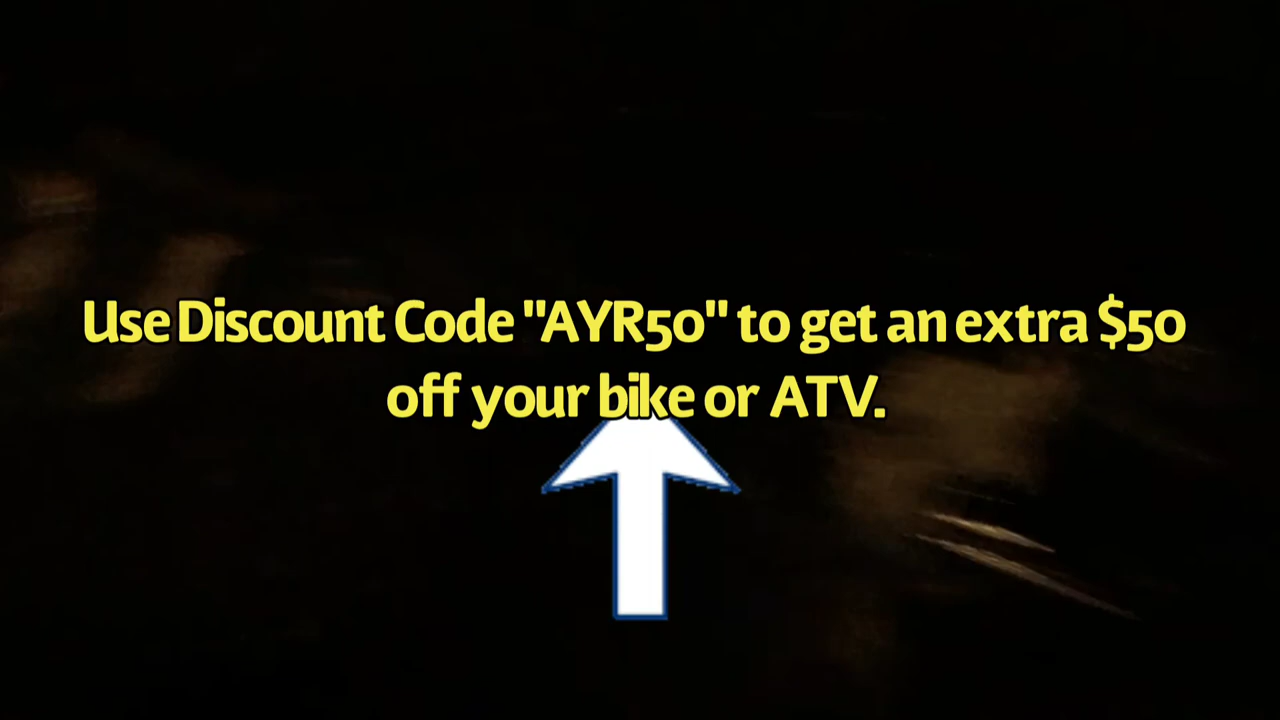 Use Discount Code "AYR50" to get an extra $50
off your bike or ATV.